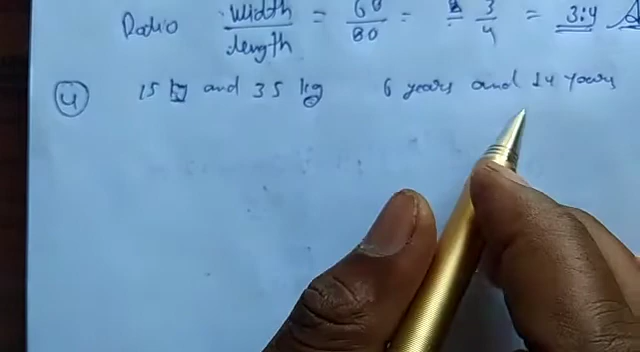 Radio width/length = 60/80 = 3/4 = 3:4
4 15 kg and 35 kg 6 years and 14 years